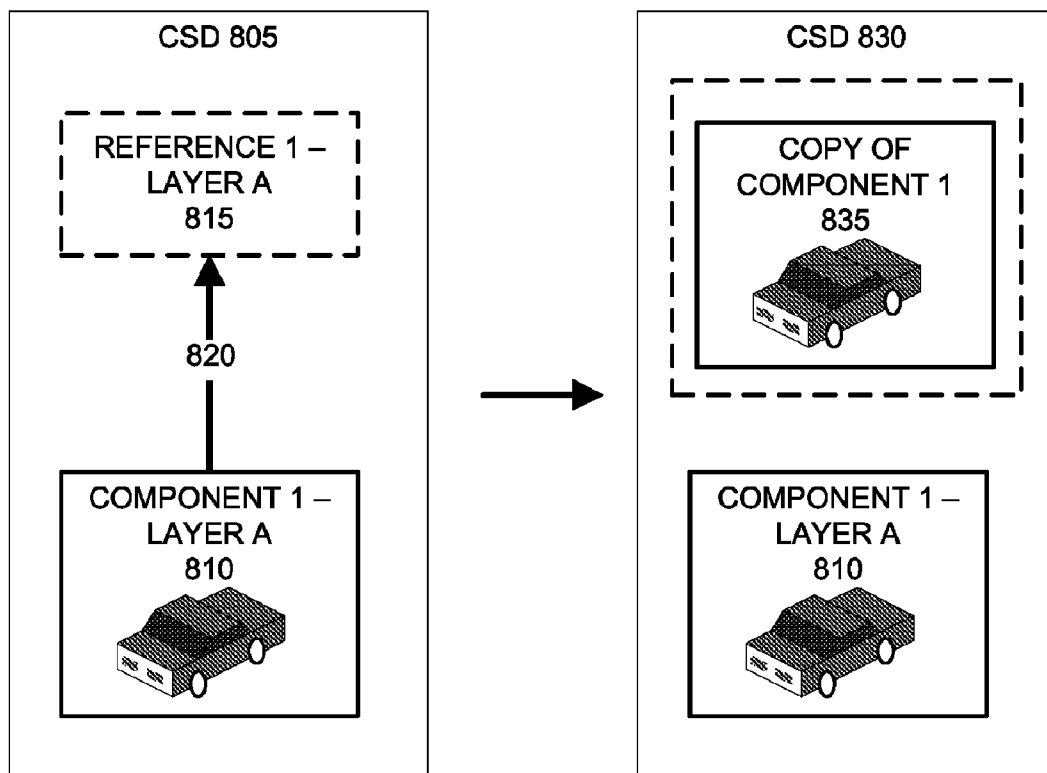 CSD 805
REFERENCE 1 –
LAYER A
815
820
COMPONENT 1 –
LAYER A
810
CSD 830
COPY OF
COMPONENT 1
835
COMPONENT 1 –
LAYER A
810